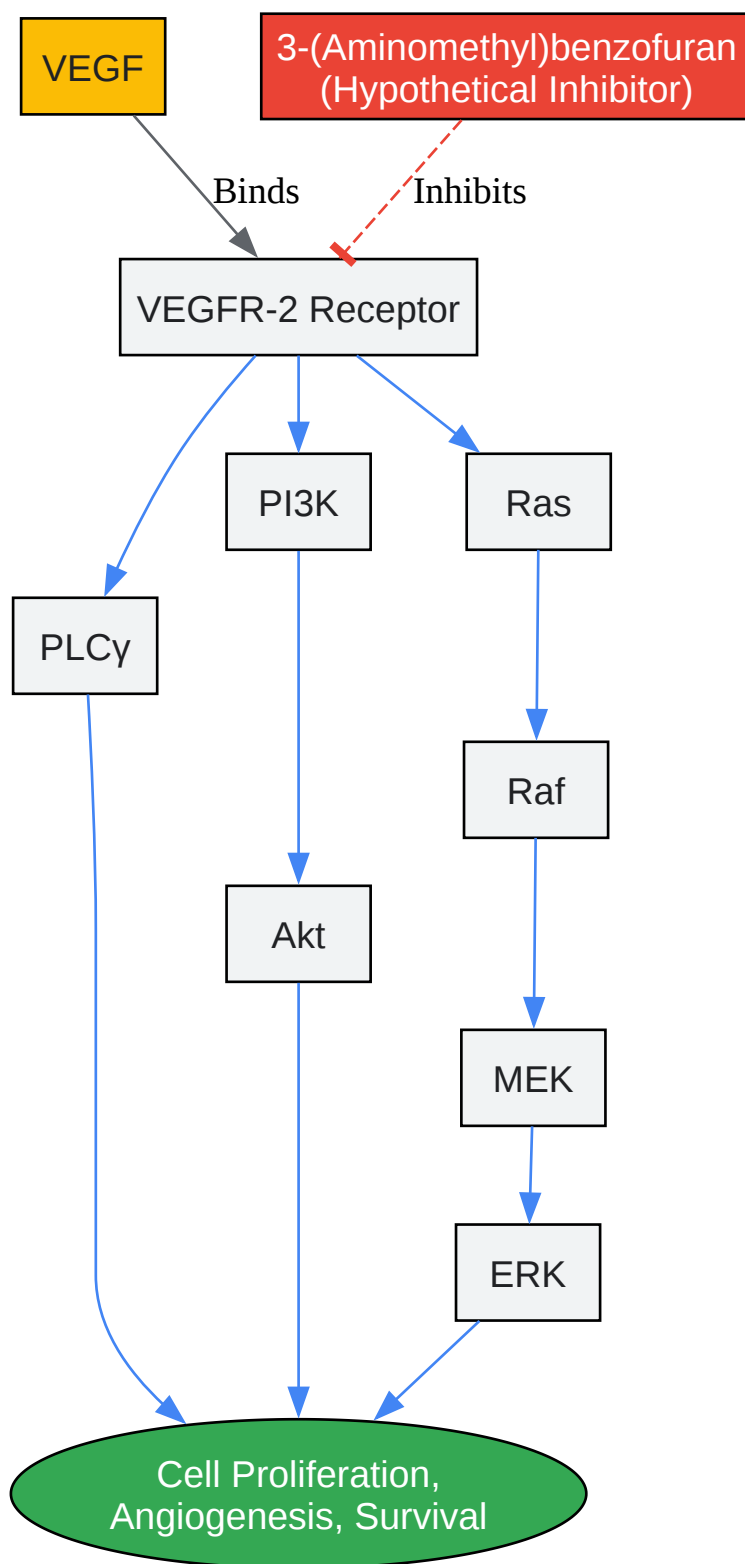 VEGF
3-(Aminomethyl)benzofuran
(Hypothetical Inhibitor)
Binds
Inhibits
VEGFR-2 Receptor
PI3K
Ras
PLCγ
Raf
Akt
MEK
ERK
Cell Proliferation,
Angiogenesis, Survival